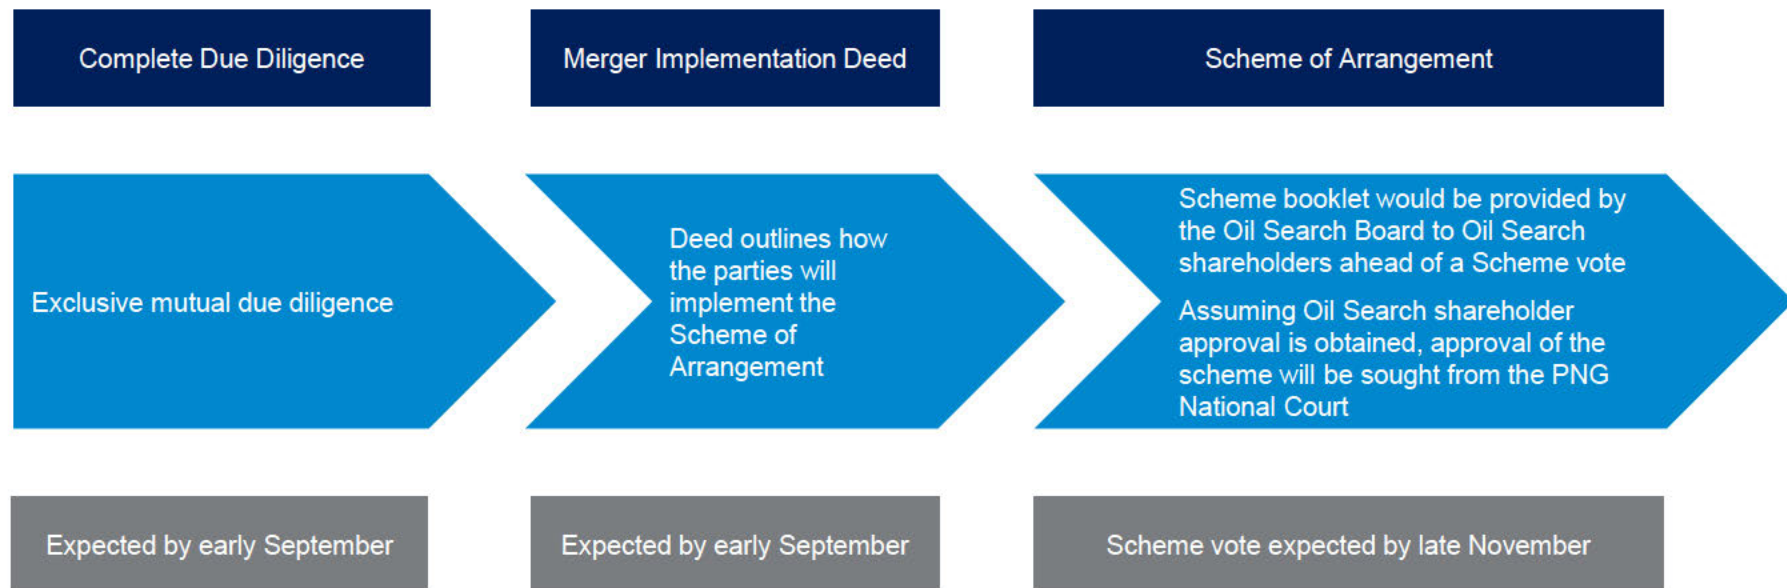 Complete Due Diligence
Merger Implementation Deed
Scheme of Arrangement
Exclusive mutual due diligence
Deed outlines how
the parties will
implement the
Scheme of
Arrangement
Scheme booklet would be provided by
the Oil Search Board to Oil Search
shareholders ahead of a Scheme vote
Assuming Oil Search shareholder
approval is obtained, approval of the
scheme will be sought from the PNG
National Court
Expected by early September
Expected by early September
Scheme vote expected by late November